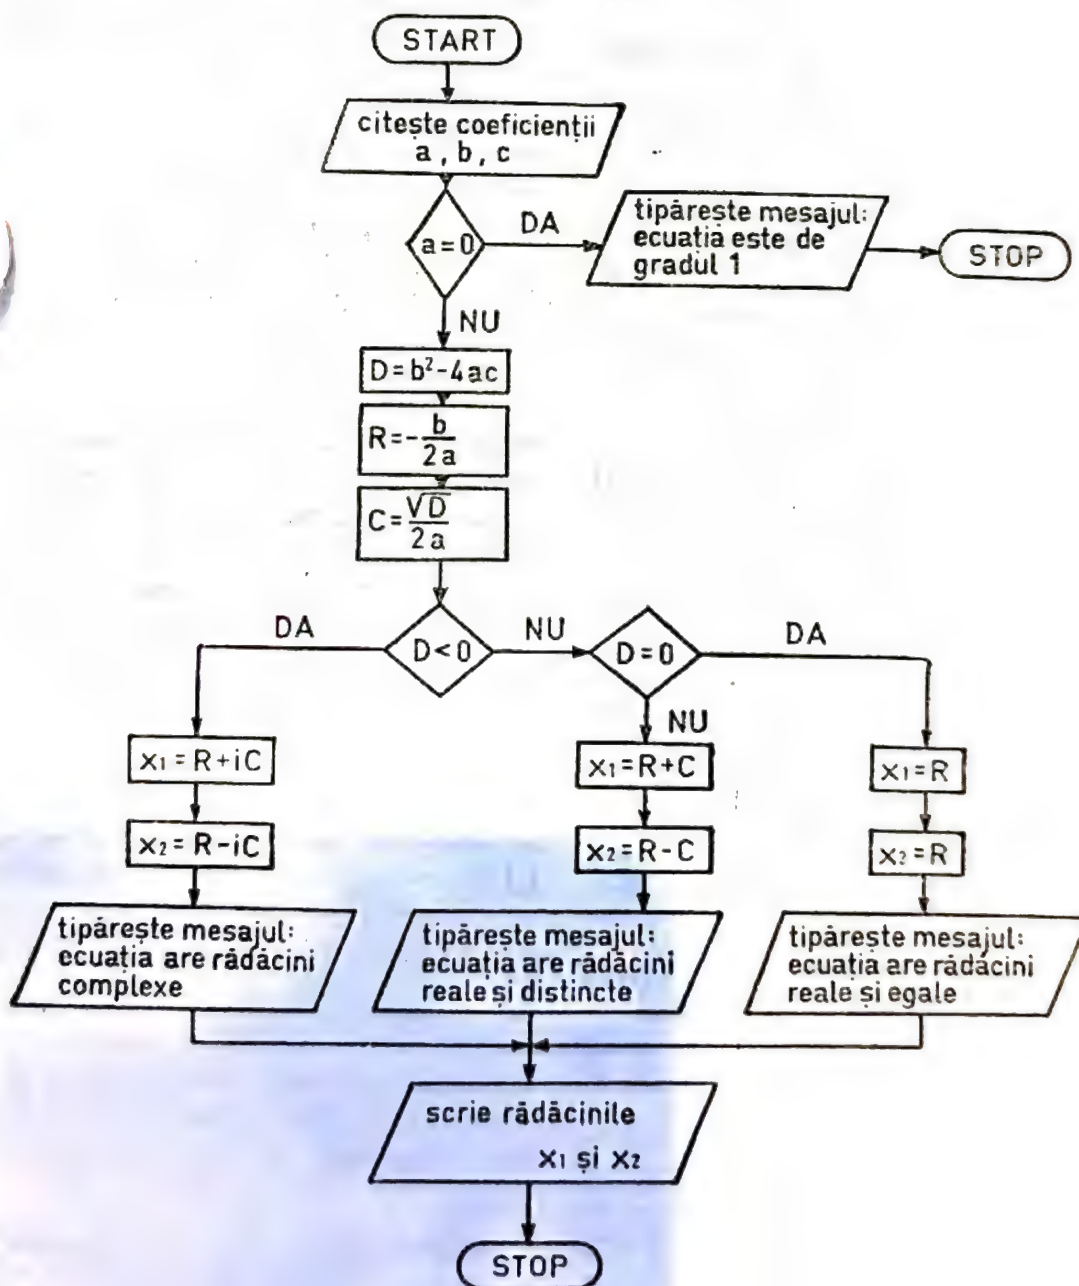 START
citește coeficienții
a, b, c
a=0
DA
tipărește mesajul:
ecuația este de
gradul 1
STOP
NU
D=b²-4ac
R=-b/2a
C=√D/2a
DA
D<0
NU
D=0
DA
NU
x₁=R+iC
x₁=R+C
x₁=R
x₂=R-iC
x₂=R-C
x₂=R
tipărește mesajul:
ecuația are rădăcini
complexe
tipărește mesajul:
ecuația are rădăcini
reale și distincte
tipărește mesajul:
ecuația are rădăcini
reale și egale
scrie rădăcinile
x₁ și x₂
STOP